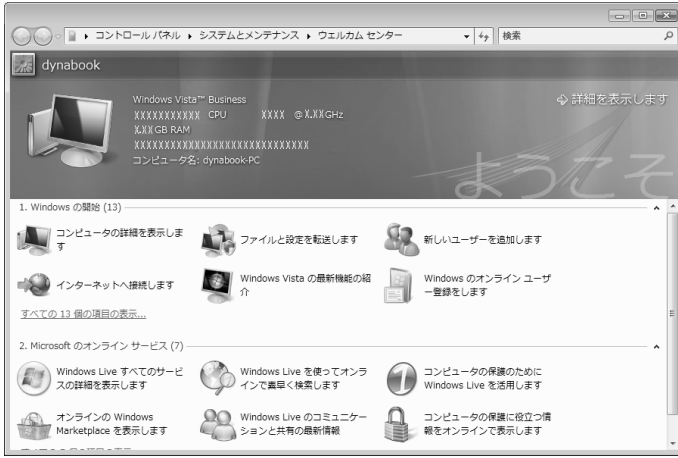 コントロール パネル ▸ システムとメンテナンス ▸ ウェルカム センター
検索
dynabook
Windows Vista™ Business
XXXXXXXXXXX CPU XXXX @X.XXGHz
X.XXGB RAM
XXXXXXXXXXXXXXXXXXXXXXXXXXXXX
コンピュータ名: dynabook-PC
詳細を表示します
ようこそ
1. Windows の開始 (13)
コンピュータの詳細を表示しま
す
ファイルと設定を転送します
新しいユーザーを追加します
インターネットへ接続します
Windows Vista の最新機能の紹
介
Windows のオンライン ユーザ
ー登録をします
すべての 13 個の項目の表示...
2. Microsoft のオンライン サービス (7)
Windows Live すべてのサービ
スの詳細を表示します
Windows Live を使ってオンラ
インで素早く検索します
コンピュータの保護のために
Windows Live を活用します
オンラインの Windows
Marketplace を表示します
Windows Live のコミュニケー
ションと共有の最新情報
コンピュータの保護に役立つ情
報をオンラインで表示します